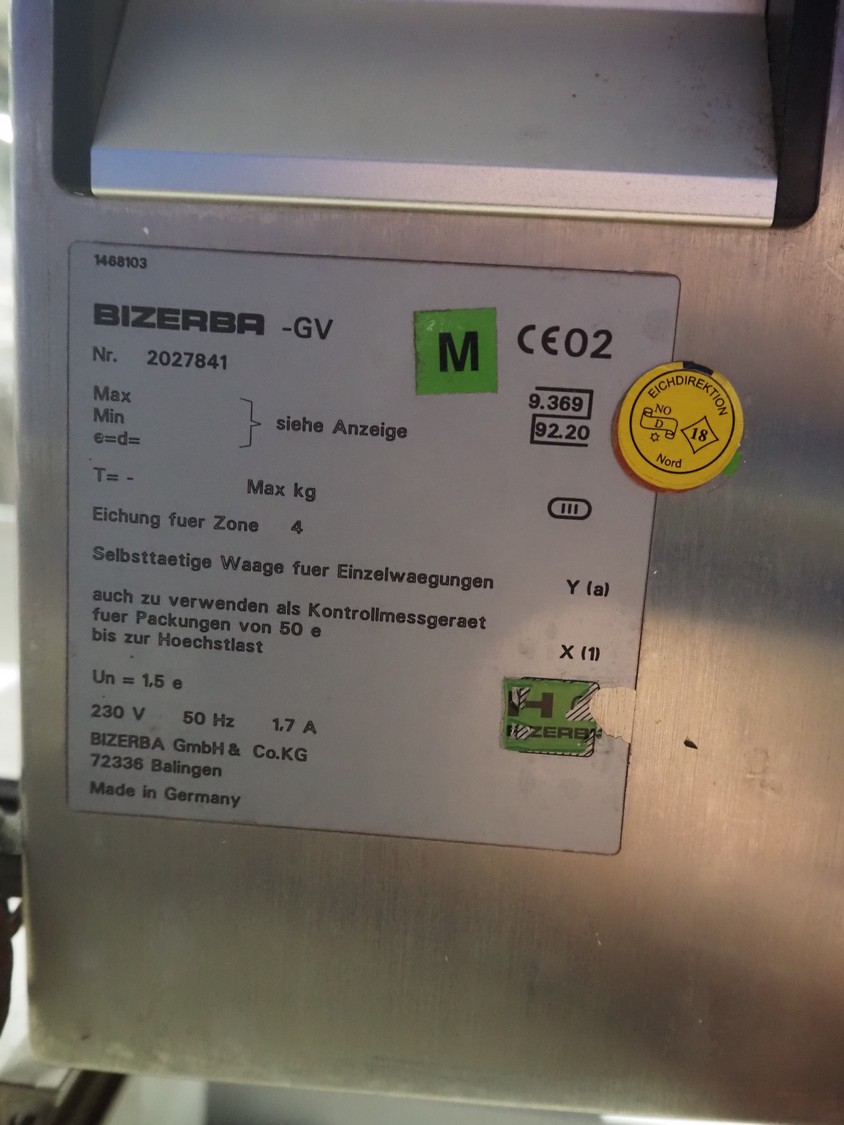 1468103
BIZERBA -GV
M
CE02
Nr. 2027841
9.369
92.20
Max
Min
e=d=
siehe Anzeige
EICHDIREKTION
NO
D
18
Nord
T= -
Max kg
III
Eichung fuer Zone 4
Selbsttaetige Waage fuer Einzelwaegungen
Y (a)
auch zu verwenden als Kontrollmessgeraet
fuer Packungen von 50 e
bis zur Hoechstlast
X (1)
Un = 1,5 e
H
BIZERBA
230 V 50 Hz 1,7 A
BIZERBA GmbH & Co.KG
72336 Balingen
Made in Germany